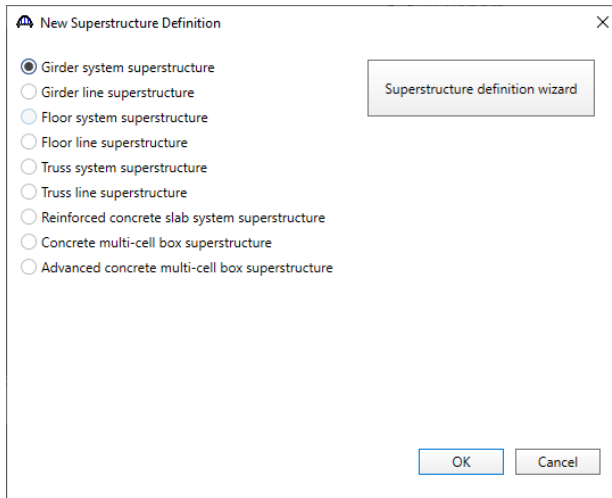 New Superstructure Definition
Girder system superstructure
Superstructure definition wizard
Girder line superstructure
Floor system superstructure
Floor line superstructure
Truss system superstructure
Truss line superstructure
Reinforced concrete slab system superstructure
Concrete multi-cell box superstructure
Advanced concrete multi-cell box superstructure
OK
Cancel